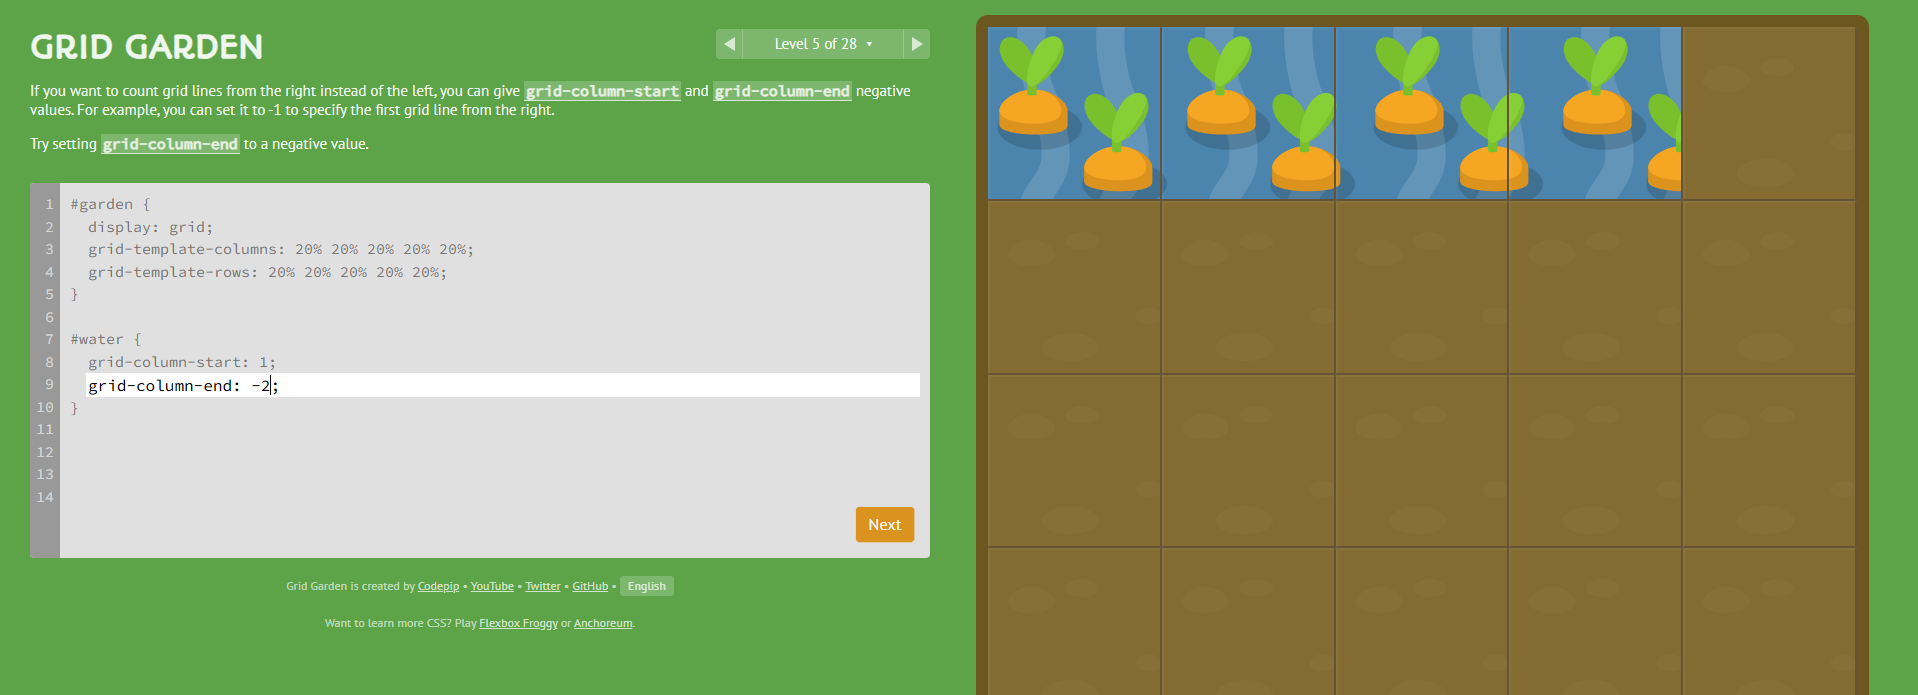 GRID GARDEN
Level 5 of 28
If you want to count grid lines from the right instead of the left, you can give grid-column-start and grid-column-end negative
values. For example, you can set it to -1 to specify the first grid line from the right.
Try setting grid-column-end to a negative value.
1 #garden {
2 display: grid;
3 grid-template-columns: 20% 20% 20% 20% 20%;
4 grid-template-rows: 20% 20% 20% 20% 20%;
5 }
6
7 #water {
8 grid-column-start: 1;
9 grid-column-end: -2;
10 }
11
12
13
14
Next
Grid Garden is created by Codepip • YouTube • Twitter • GitHub • English
Want to learn more CSS? Play Flexbox Froggy or Anchoreum.